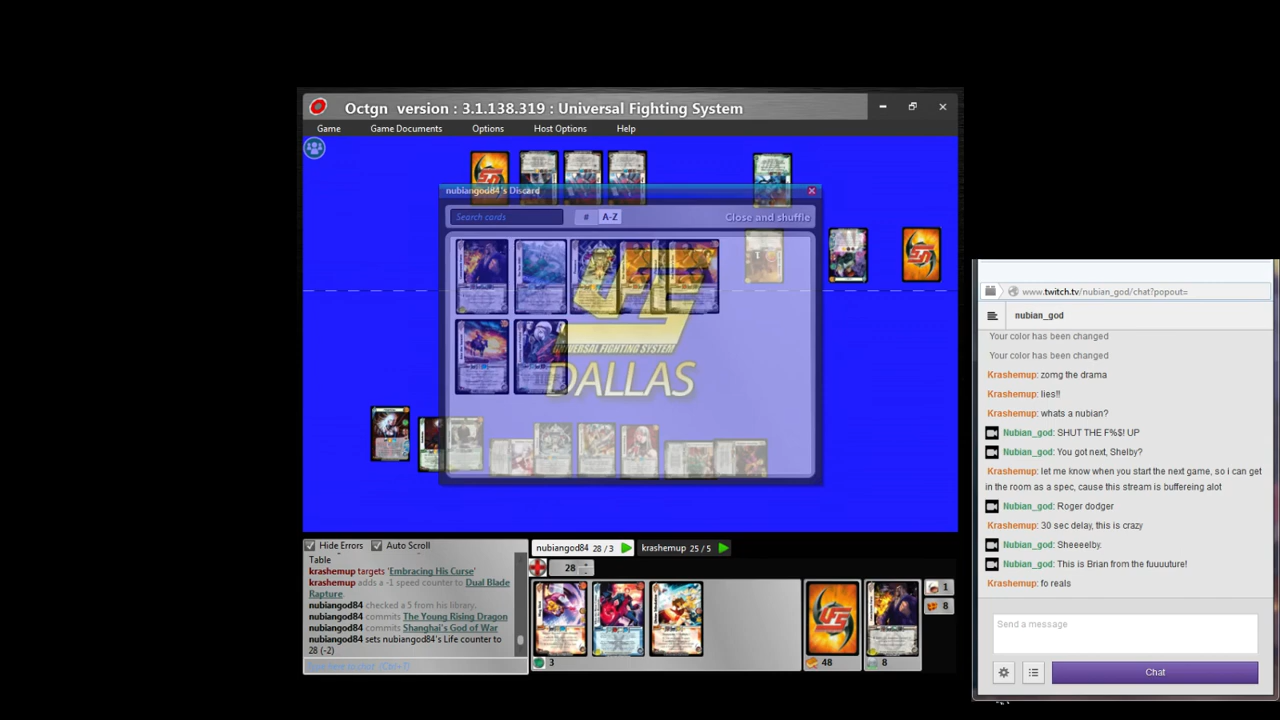 Octgn version : 3.1.138.319 : Universal Fighting System
Game Game Documents Options Host Options Help
nubiangod84's Discard
Search cards # A-Z Close and shuffle
1
UNIVERSAL FIGHTING SYSTEM
DALLAS
Hide Errors Auto Scroll
Table
krashemup targets 'Embracing His Curse'
krashemup adds a -1 speed counter to Dual Blade
Rapture.
nubiangod84 checked a 5 from his library.
nubiangod84 commits The Young Rising Dragon
nubiangod84 commits Shanghai's God of War
nubiangod84 sets nubiangod84's Life counter to
28 (-2)
nubiangod84 28 / 3 krashemup 25 / 5
28
1
8
3 48 8
www.twitch.tv/nubian_god/chat?popout=
nubian_god
Your color has been changed
Your color has been changed
Krashemup: zomg the drama
Krashemup: lies!!
Krashemup: whats a nubian?
Nubian_god: SHUT THE F%$! UP
Nubian_god: You got next, Shelby?
Krashemup: let me know when you start the next game, so i can get
in the room as a spec, cause this stream is buffereing alot
Nubian_god: Roger dodger
Krashemup: 30 sec delay, this is crazy
Nubian_god: Sheeeelby.
Nubian_god: This is Brian from the fuuuuture!
Krashemup: fo reals
Send a message
Chat